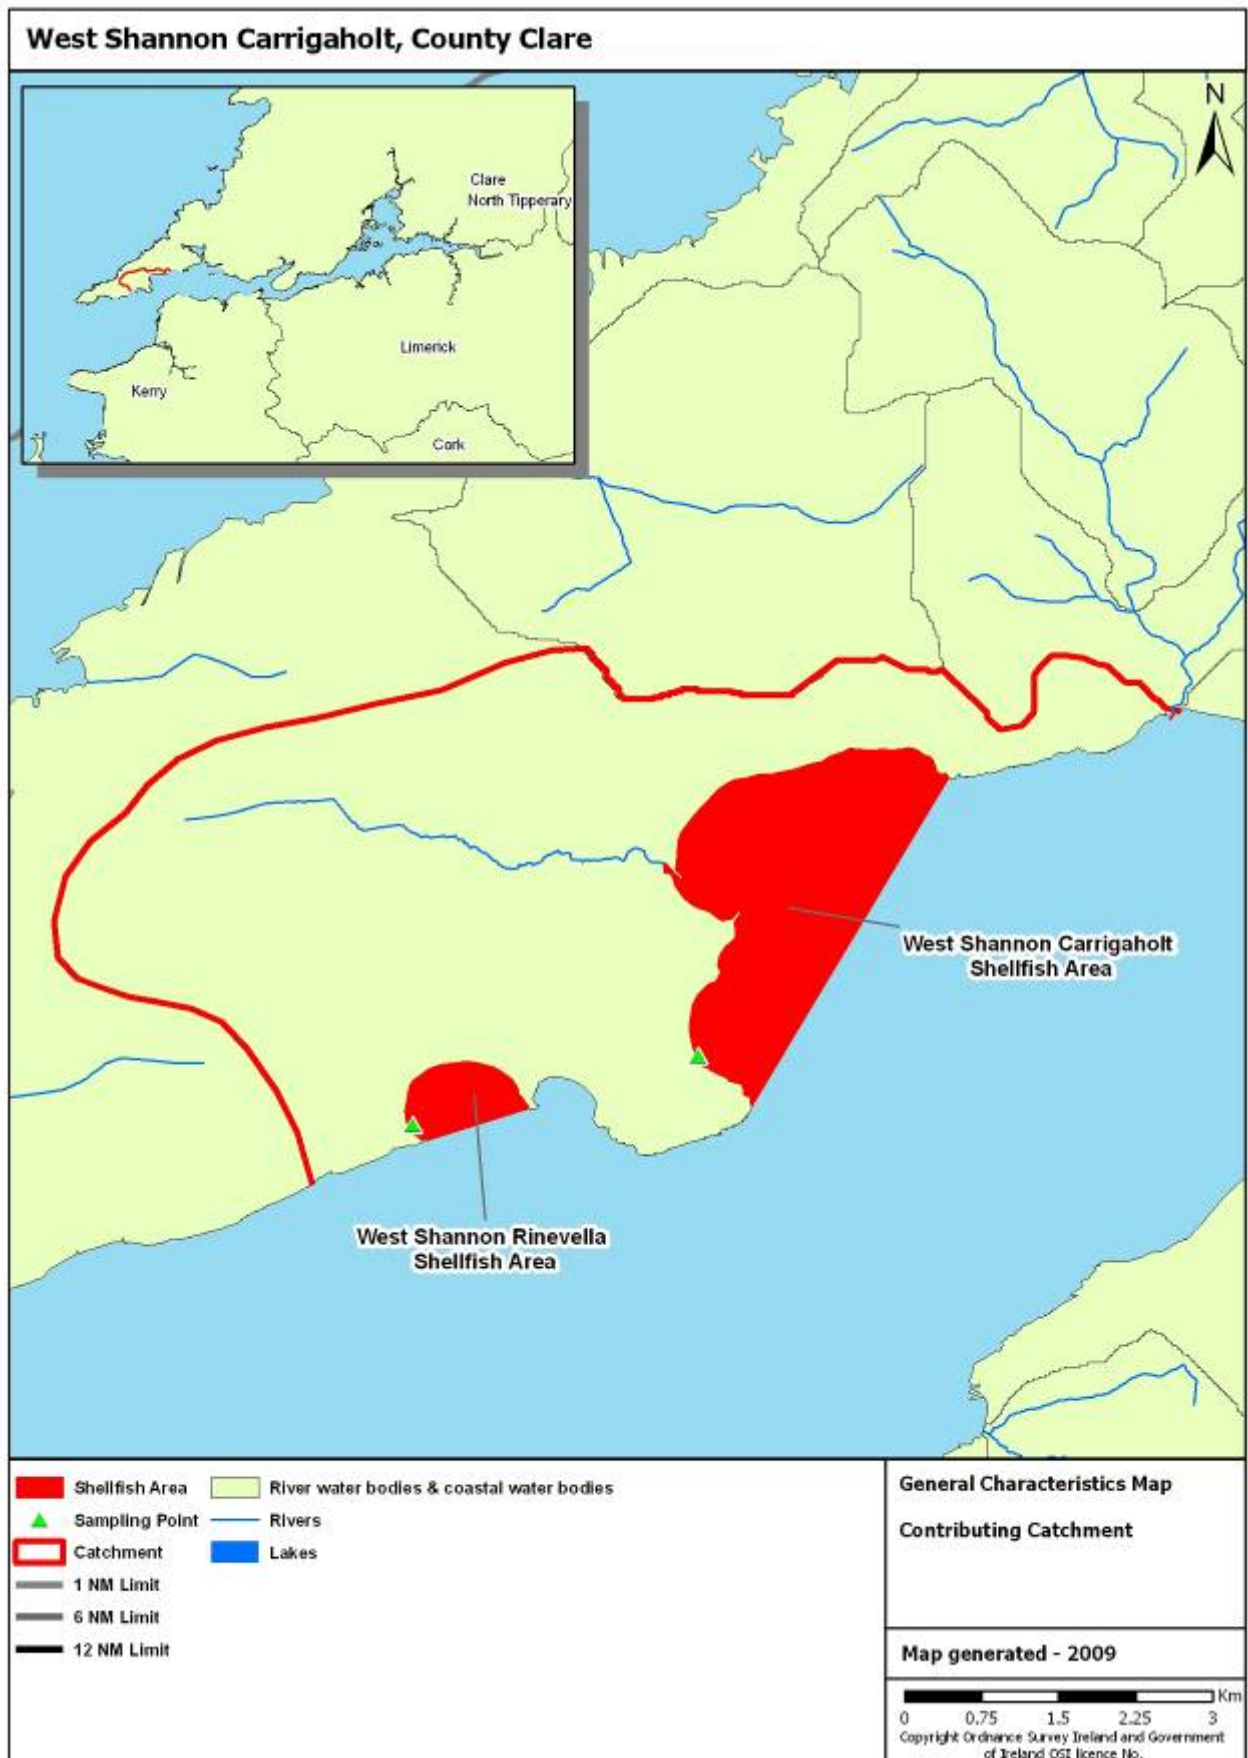 West Shannon Carrigaholt, County Clare
N
Clare
North Tipperary
Limerick
Kerry
Cork
West Shannon Carrigaholt
Shellfish Area
West Shannon Rinevella
Shellfish Area
Shellfish Area
Sampling Point
Catchment
1 NM Limit
6 NM Limit
12 NM Limit
River water bodies & coastal water bodies
Rivers
Lakes
General Characteristics Map
Contributing Catchment
Map generated - 2009
Km
0 0.75 1.5 2.25 3
Copyright Ordnance Survey Ireland and Government
of Ireland OSI licence No.